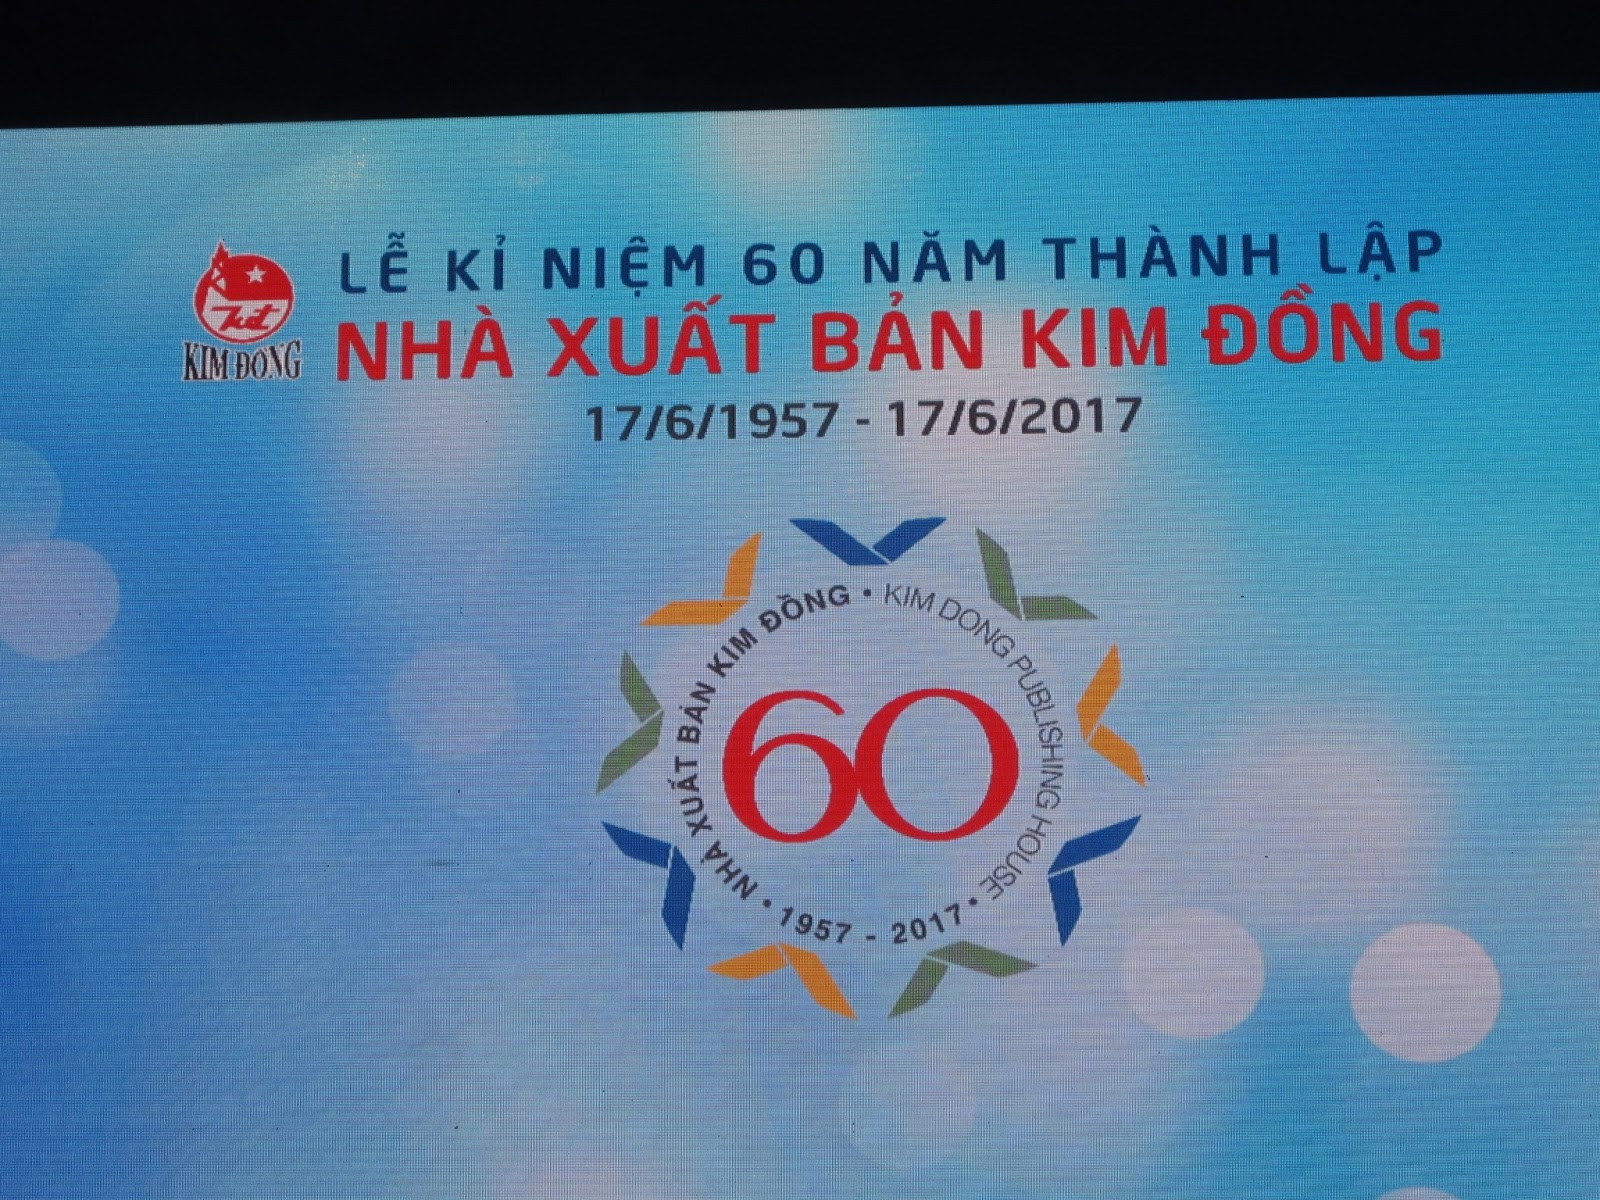 LỄ KỈ NIỆM 60 NĂM THÀNH LẬP
NHÀ XUẤT BẢN KIM ĐỒNG
17/6/1957 - 17/6/2017
KIM ĐỒNG
NHÀ XUẤT BẢN KIM ĐỒNG • KIM DONG PUBLISHING HOUSE •
1957 - 2017 •
60